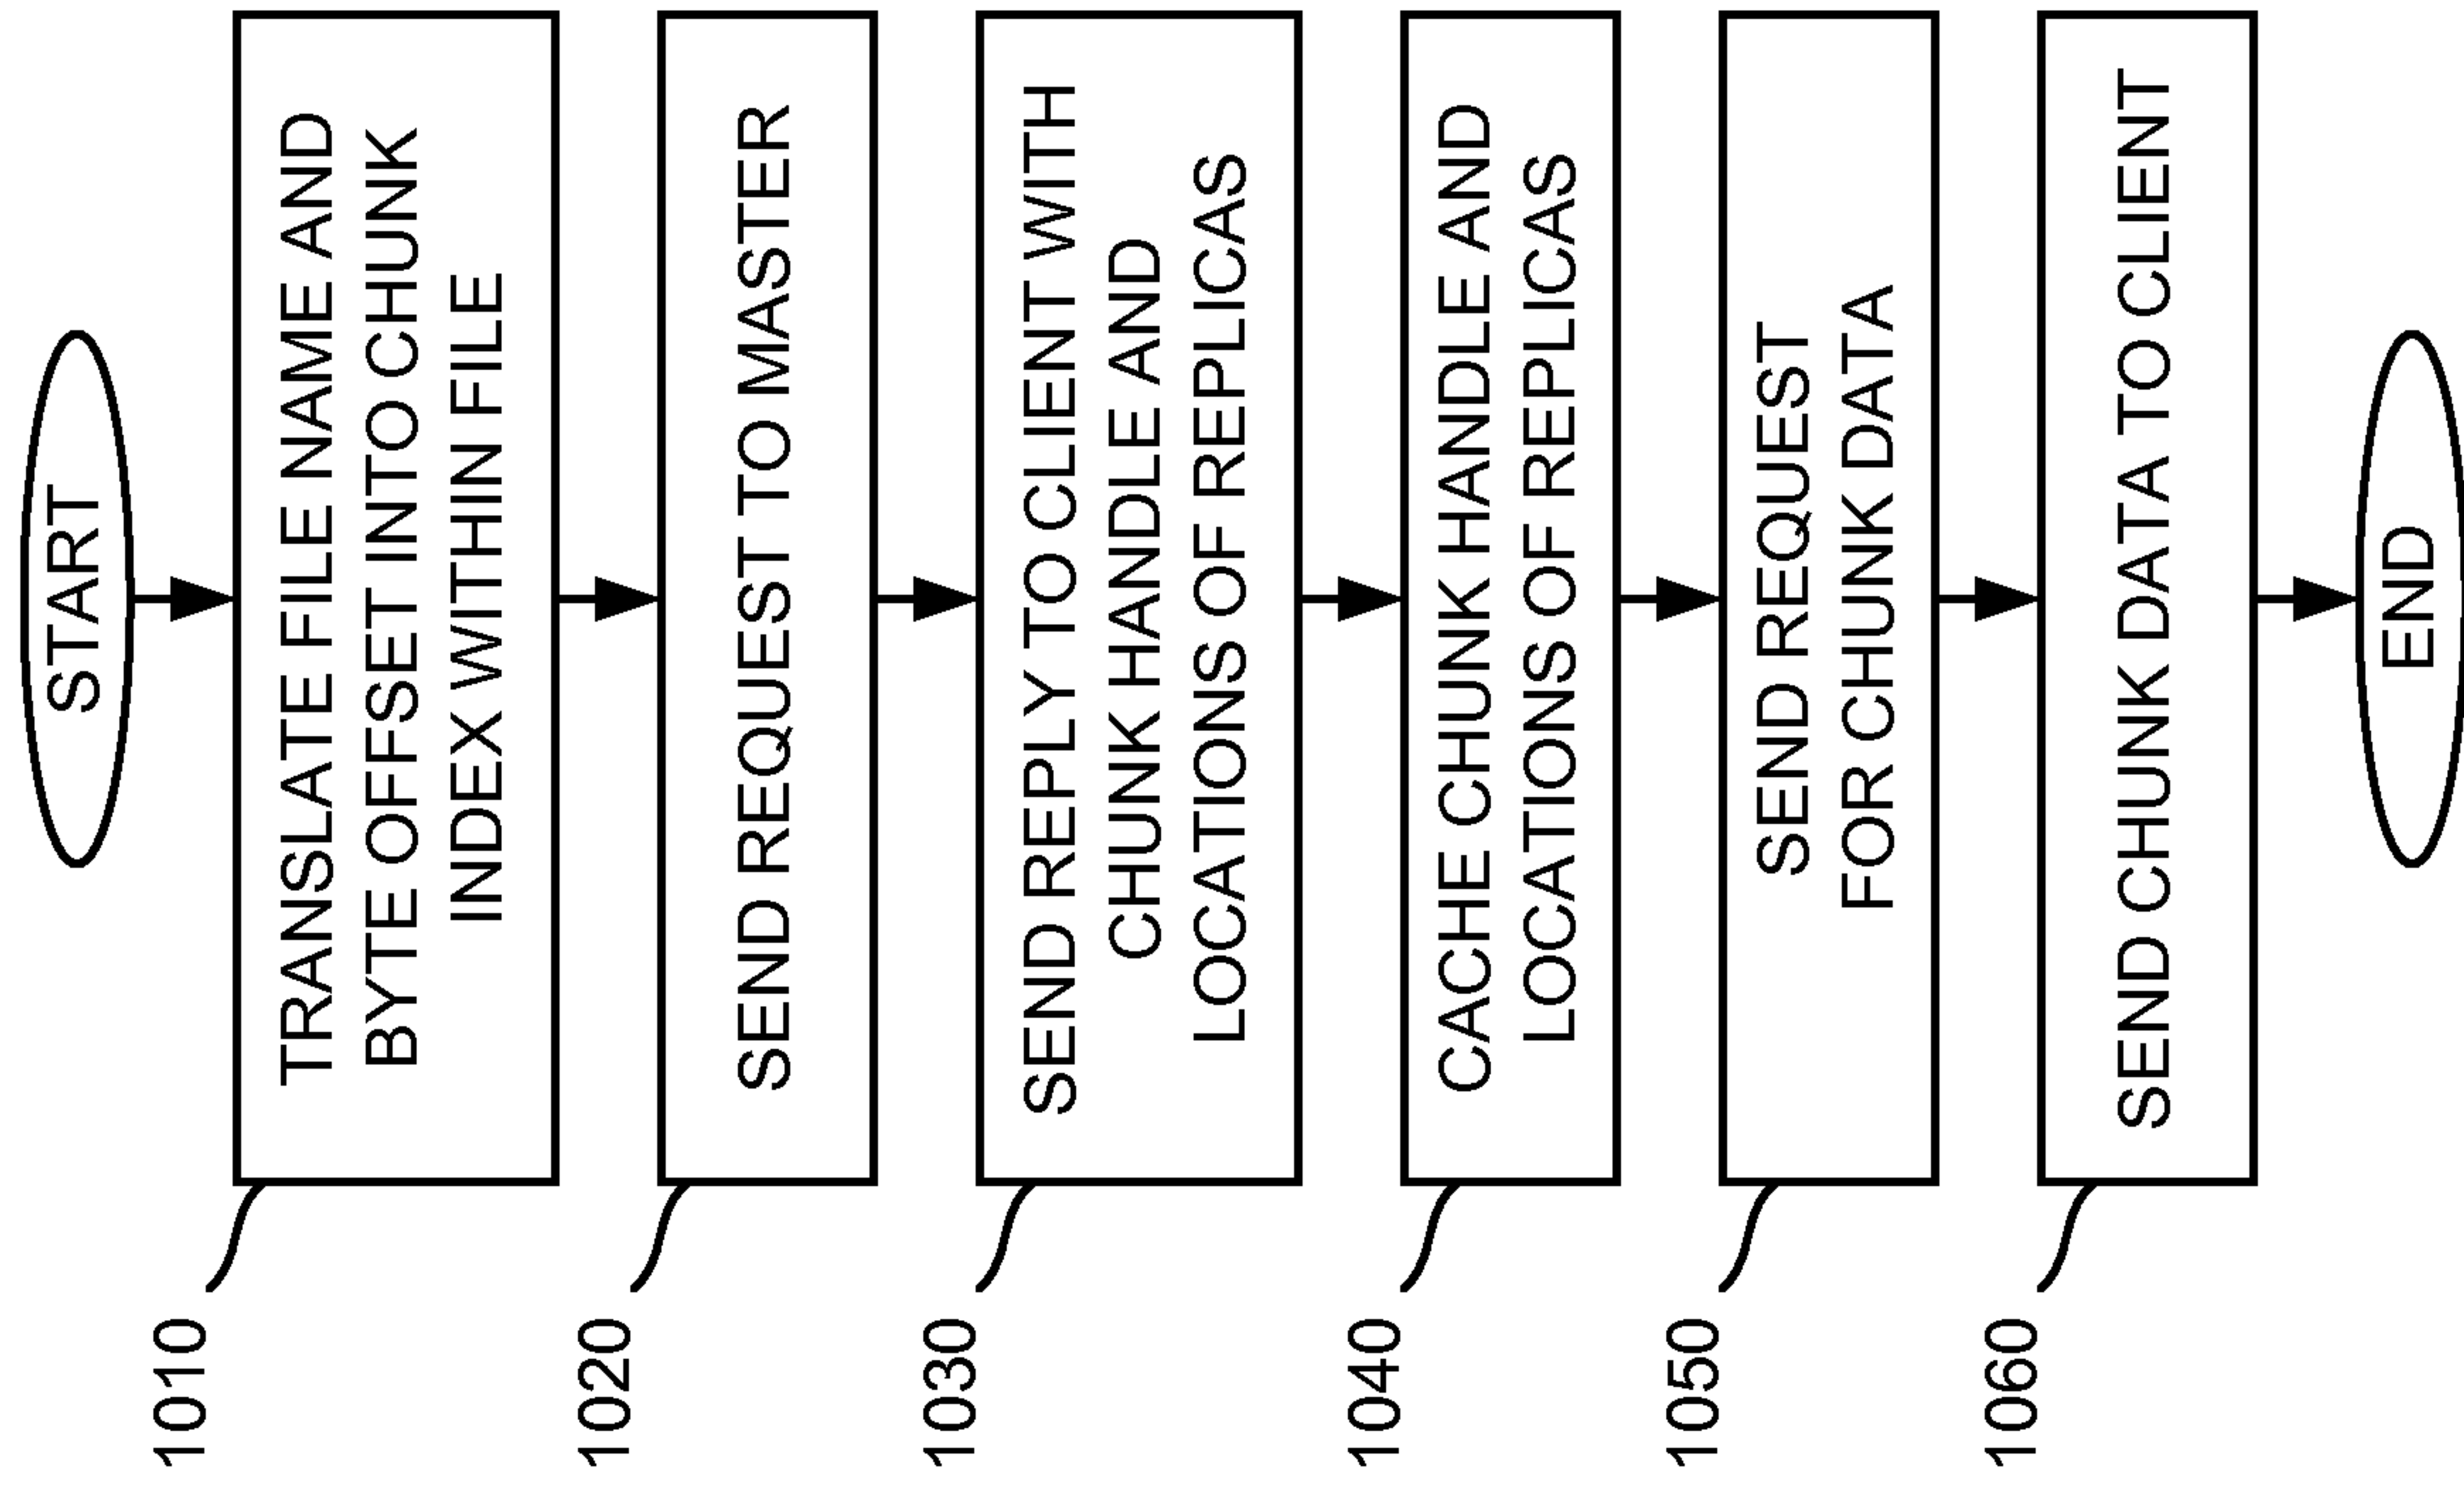 START
1010
TRANSLATE FILE NAME AND
BYTE OFFSET INTO CHUNK
INDEX WITHIN FILE
1020
SEND REQUEST TO MASTER
1030
SEND REPLY TO CLIENT WITH
CHUNK HANDLE AND
LOCATIONS OF REPLICAS
1040
CACHE CHUNK HANDLE AND
LOCATIONS OF REPLICAS
1050
SEND REQUEST
FOR CHUNK DATA
1060
SEND CHUNK DATA TO CLIENT
END